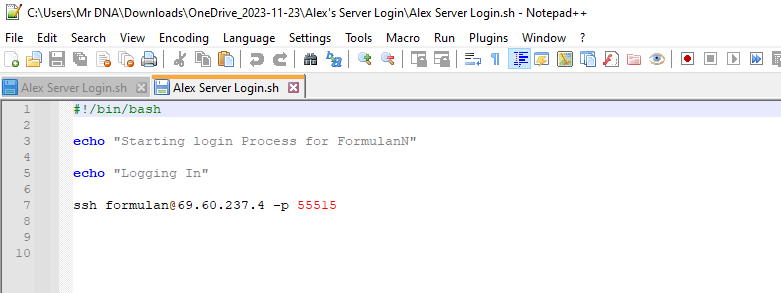 C:\Users\Mr DNA\Downloads\OneDrive_2023-11-23\Alex's Server Login\Alex Server Login.sh - Notepad++
File Edit Search View Encoding Language Settings Tools Macro Run Plugins Window ?
Alex Server Login.sh Alex Server Login.sh
1 #!/bin/bash
2
3 echo "Starting login Process for FormulanN"
4
5 echo "Logging In"
6
7 ssh formulan@69.60.237.4 -p 55515
8
9
10